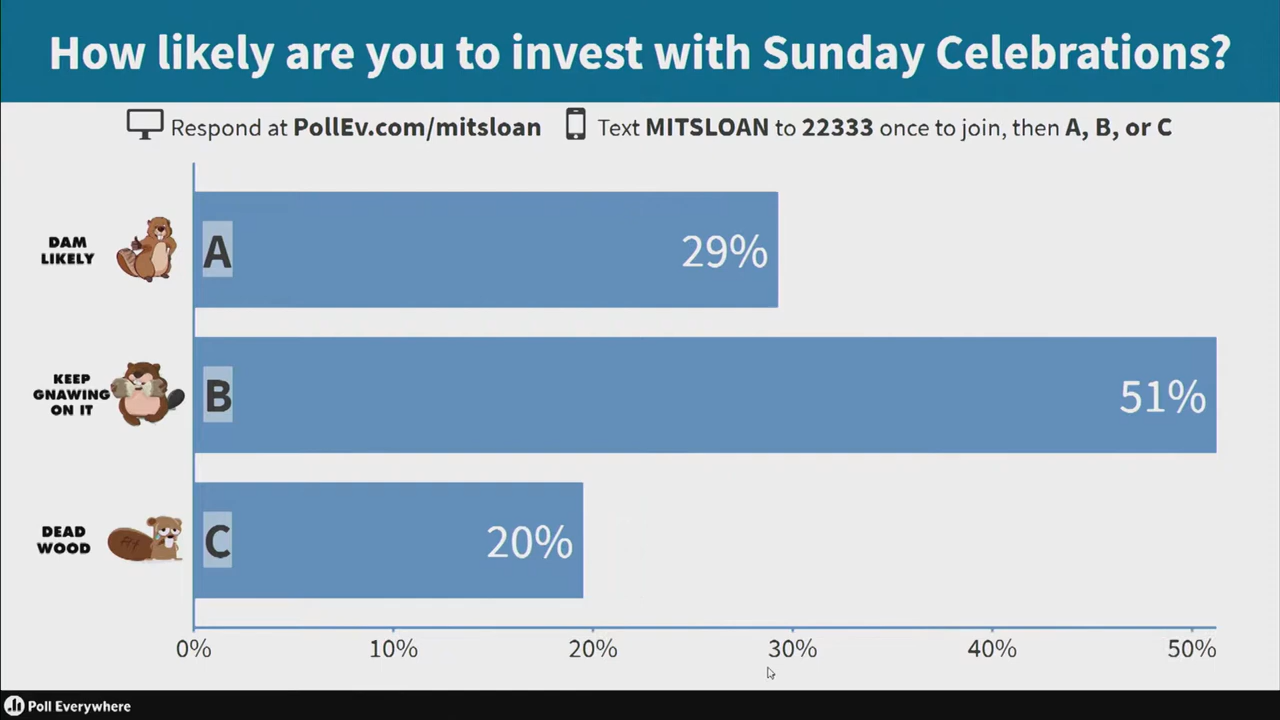 How likely are you to invest with Sunday Celebrations?
Respond at PollEv.com/mitsloan
Text MITSLOAN to 22333 once to join, then A, B, or C
DAM
LIKELY
A
29%
KEEP
GNAWING
ON IT
B
51%
DEAD
WOOD
C
20%
0% 10% 20% 30% 40% 50%
Poll Everywhere